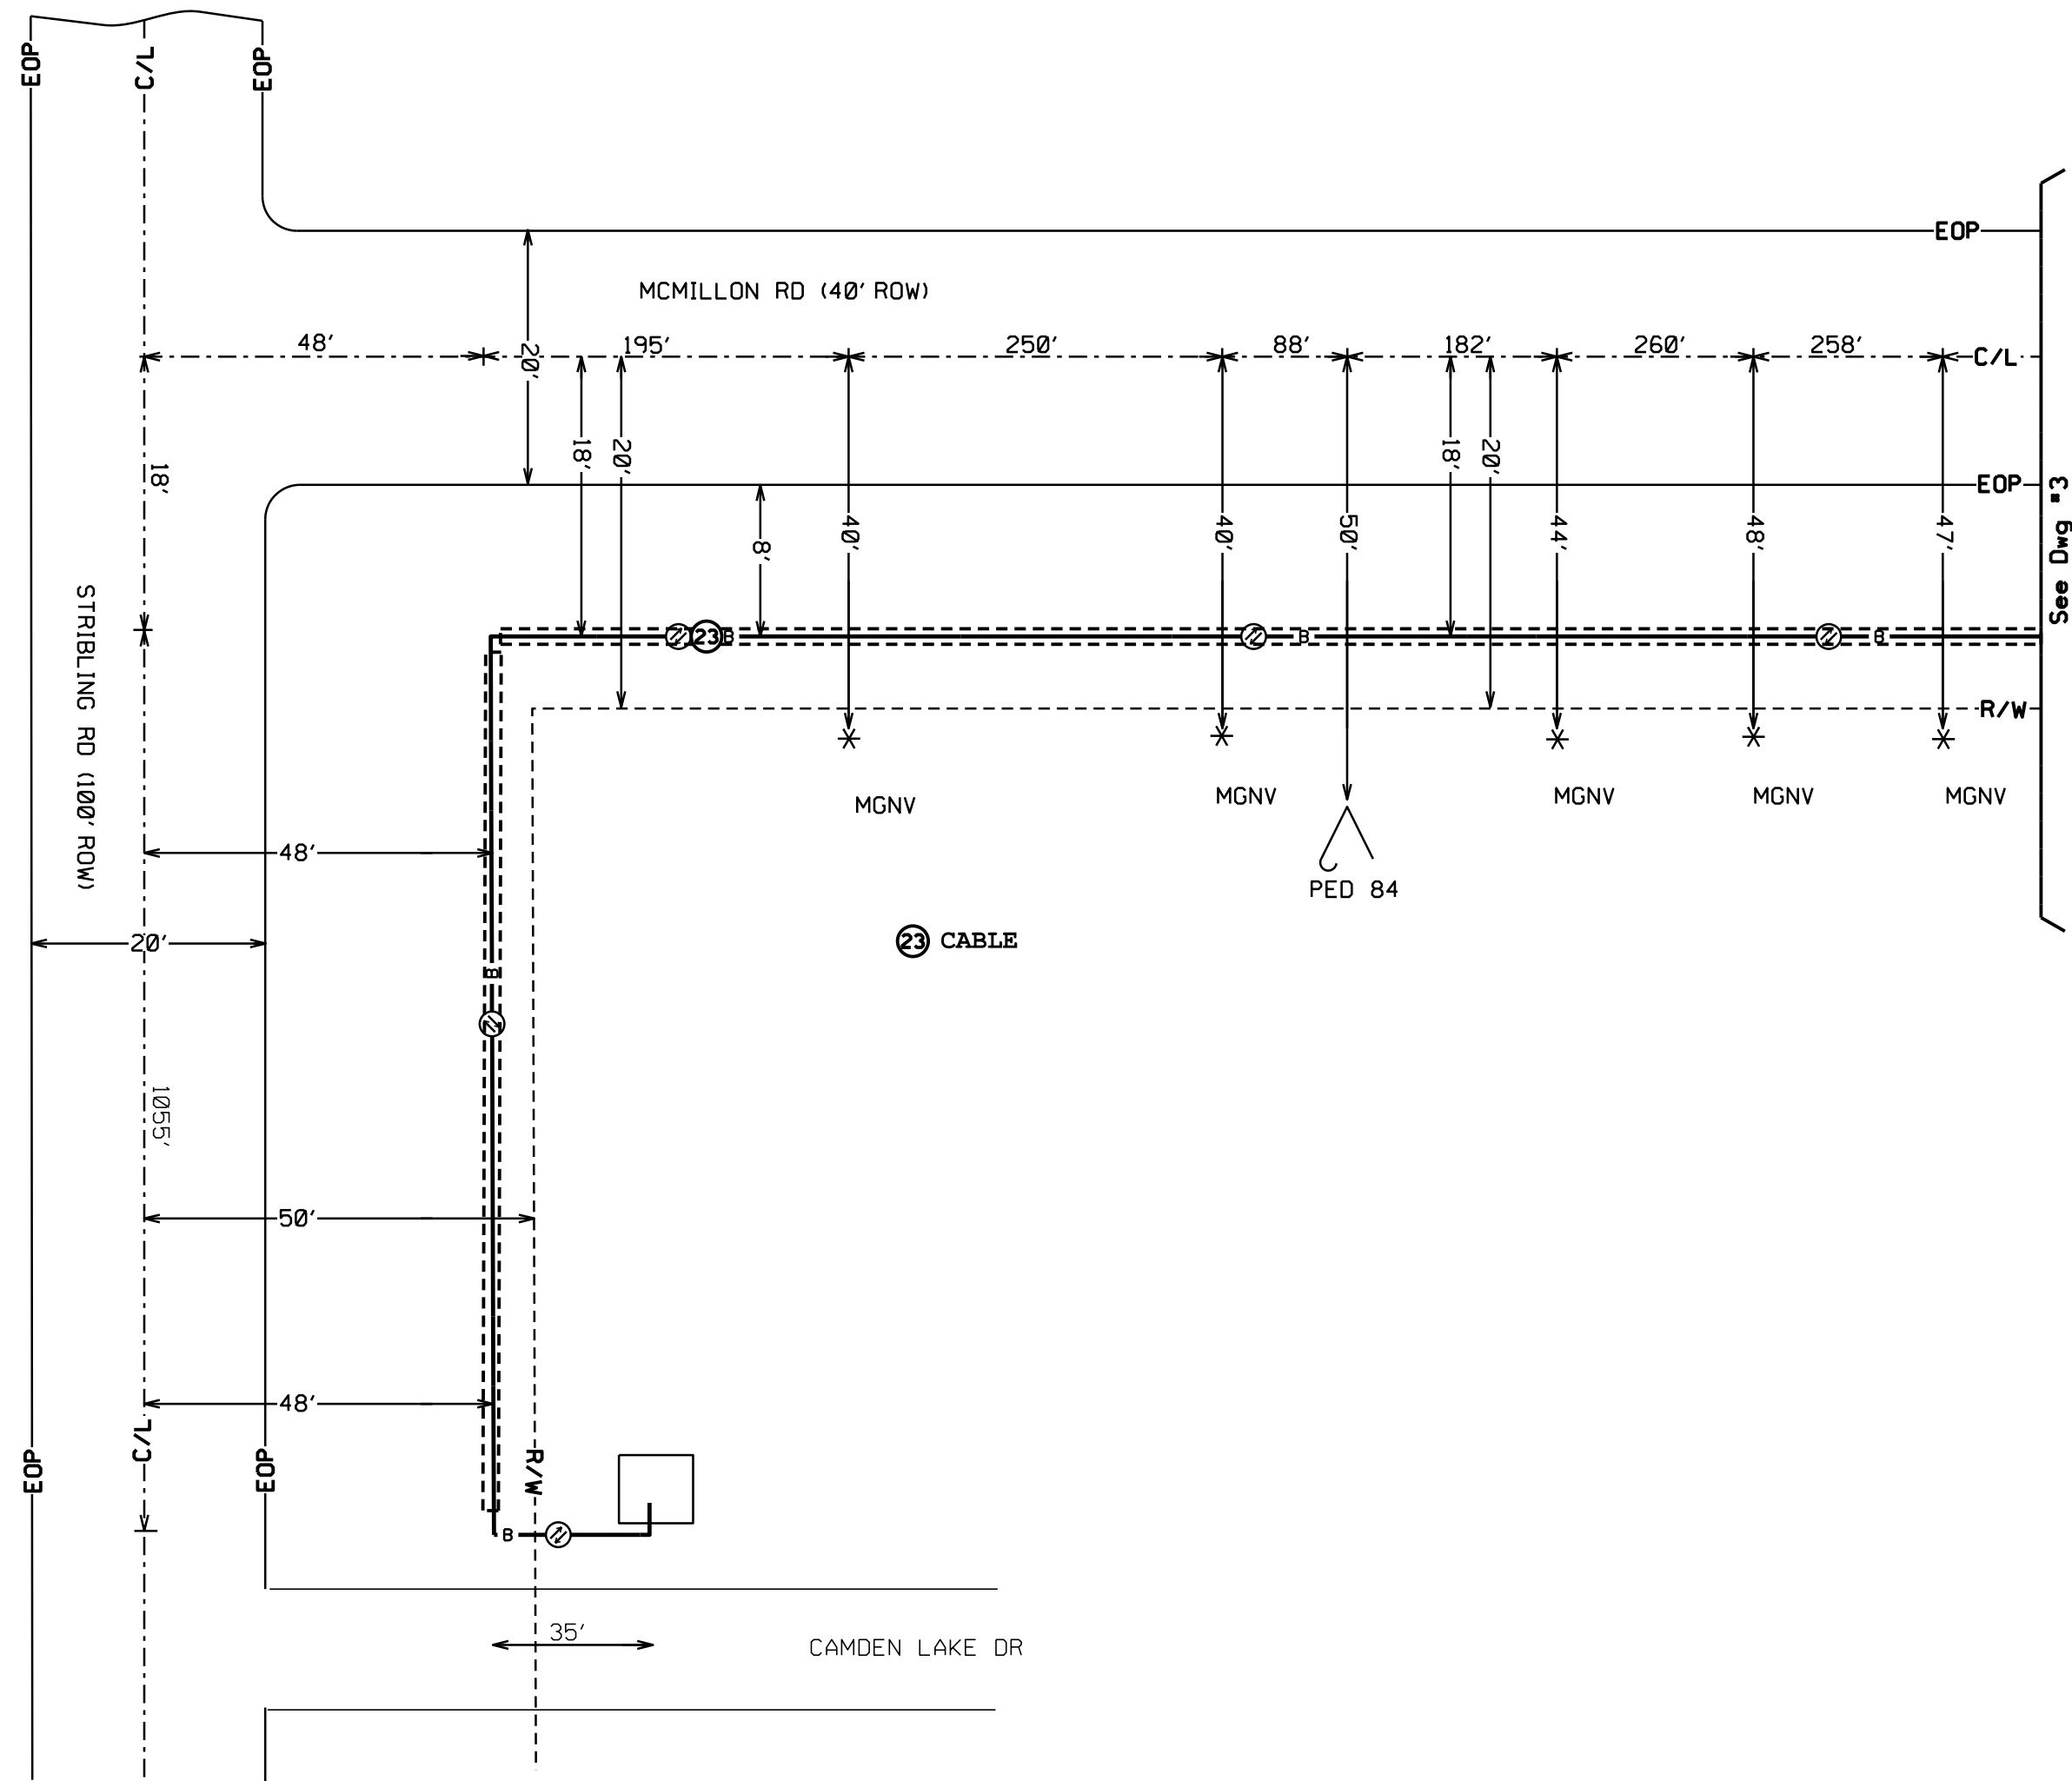 EOP
C/L
EOP
EOP
MCMILLON RD (40' ROW)
48'
20'
195'
250'
88'
182'
260'
258'
C/L
18'
18'
20'
18'
20'
EOP
8'
40'
40'
50'
44'
48'
47'
See Dwg #3
STRIBLING RD (100' ROW)
23
B
B
B
R/W
MGNV
MGNV
MGNV
MGNV
MGNV
48'
PED 84
20'
23 CABLE
B
1055'
50'
48'
EOP
C/L
EOP
R/W
B
35'
CAMDEN LAKE DR